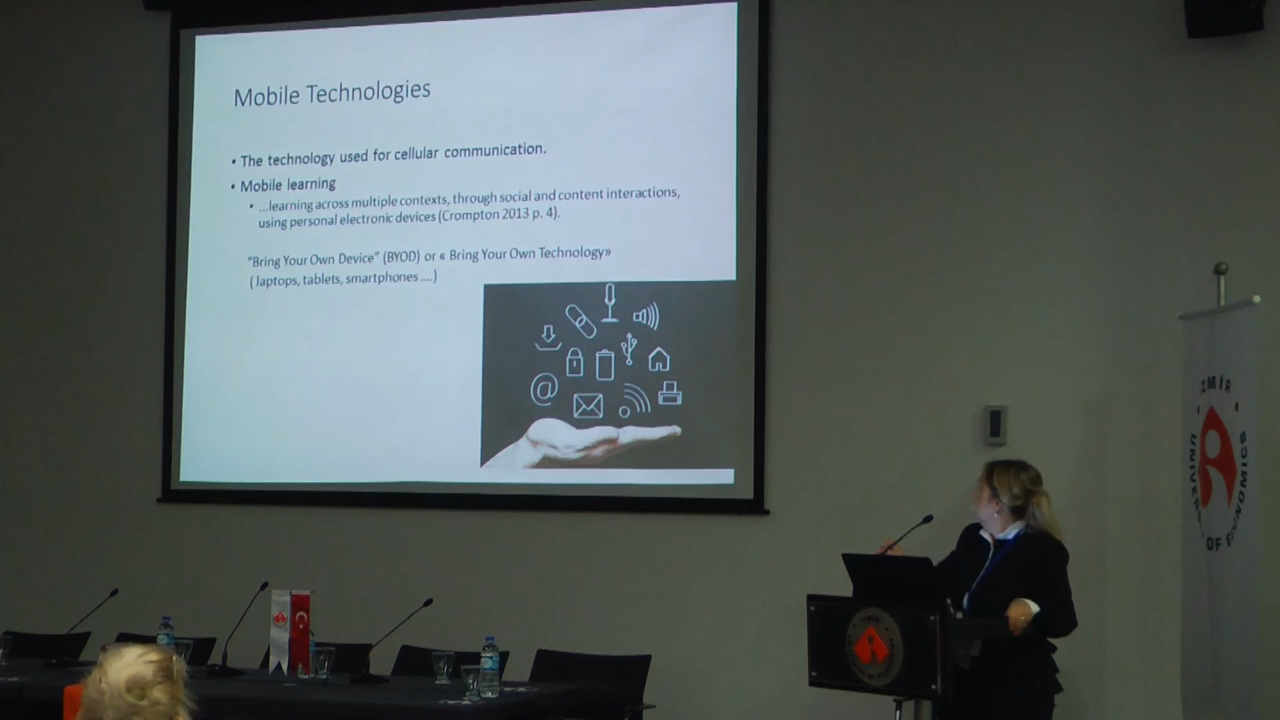 Mobile Technologies
• The technology used for cellular communication.
• Mobile learning
• ...learning across multiple contexts, through social and content interactions,
using personal electronic devices (Crompton 2013 p. 4).
"Bring Your Own Device" (BYOD) or « Bring Your Own Technology»
( laptops, tablets, smartphones ....)
@
IZMİR
UNIVERSITY OF ECONOMICS